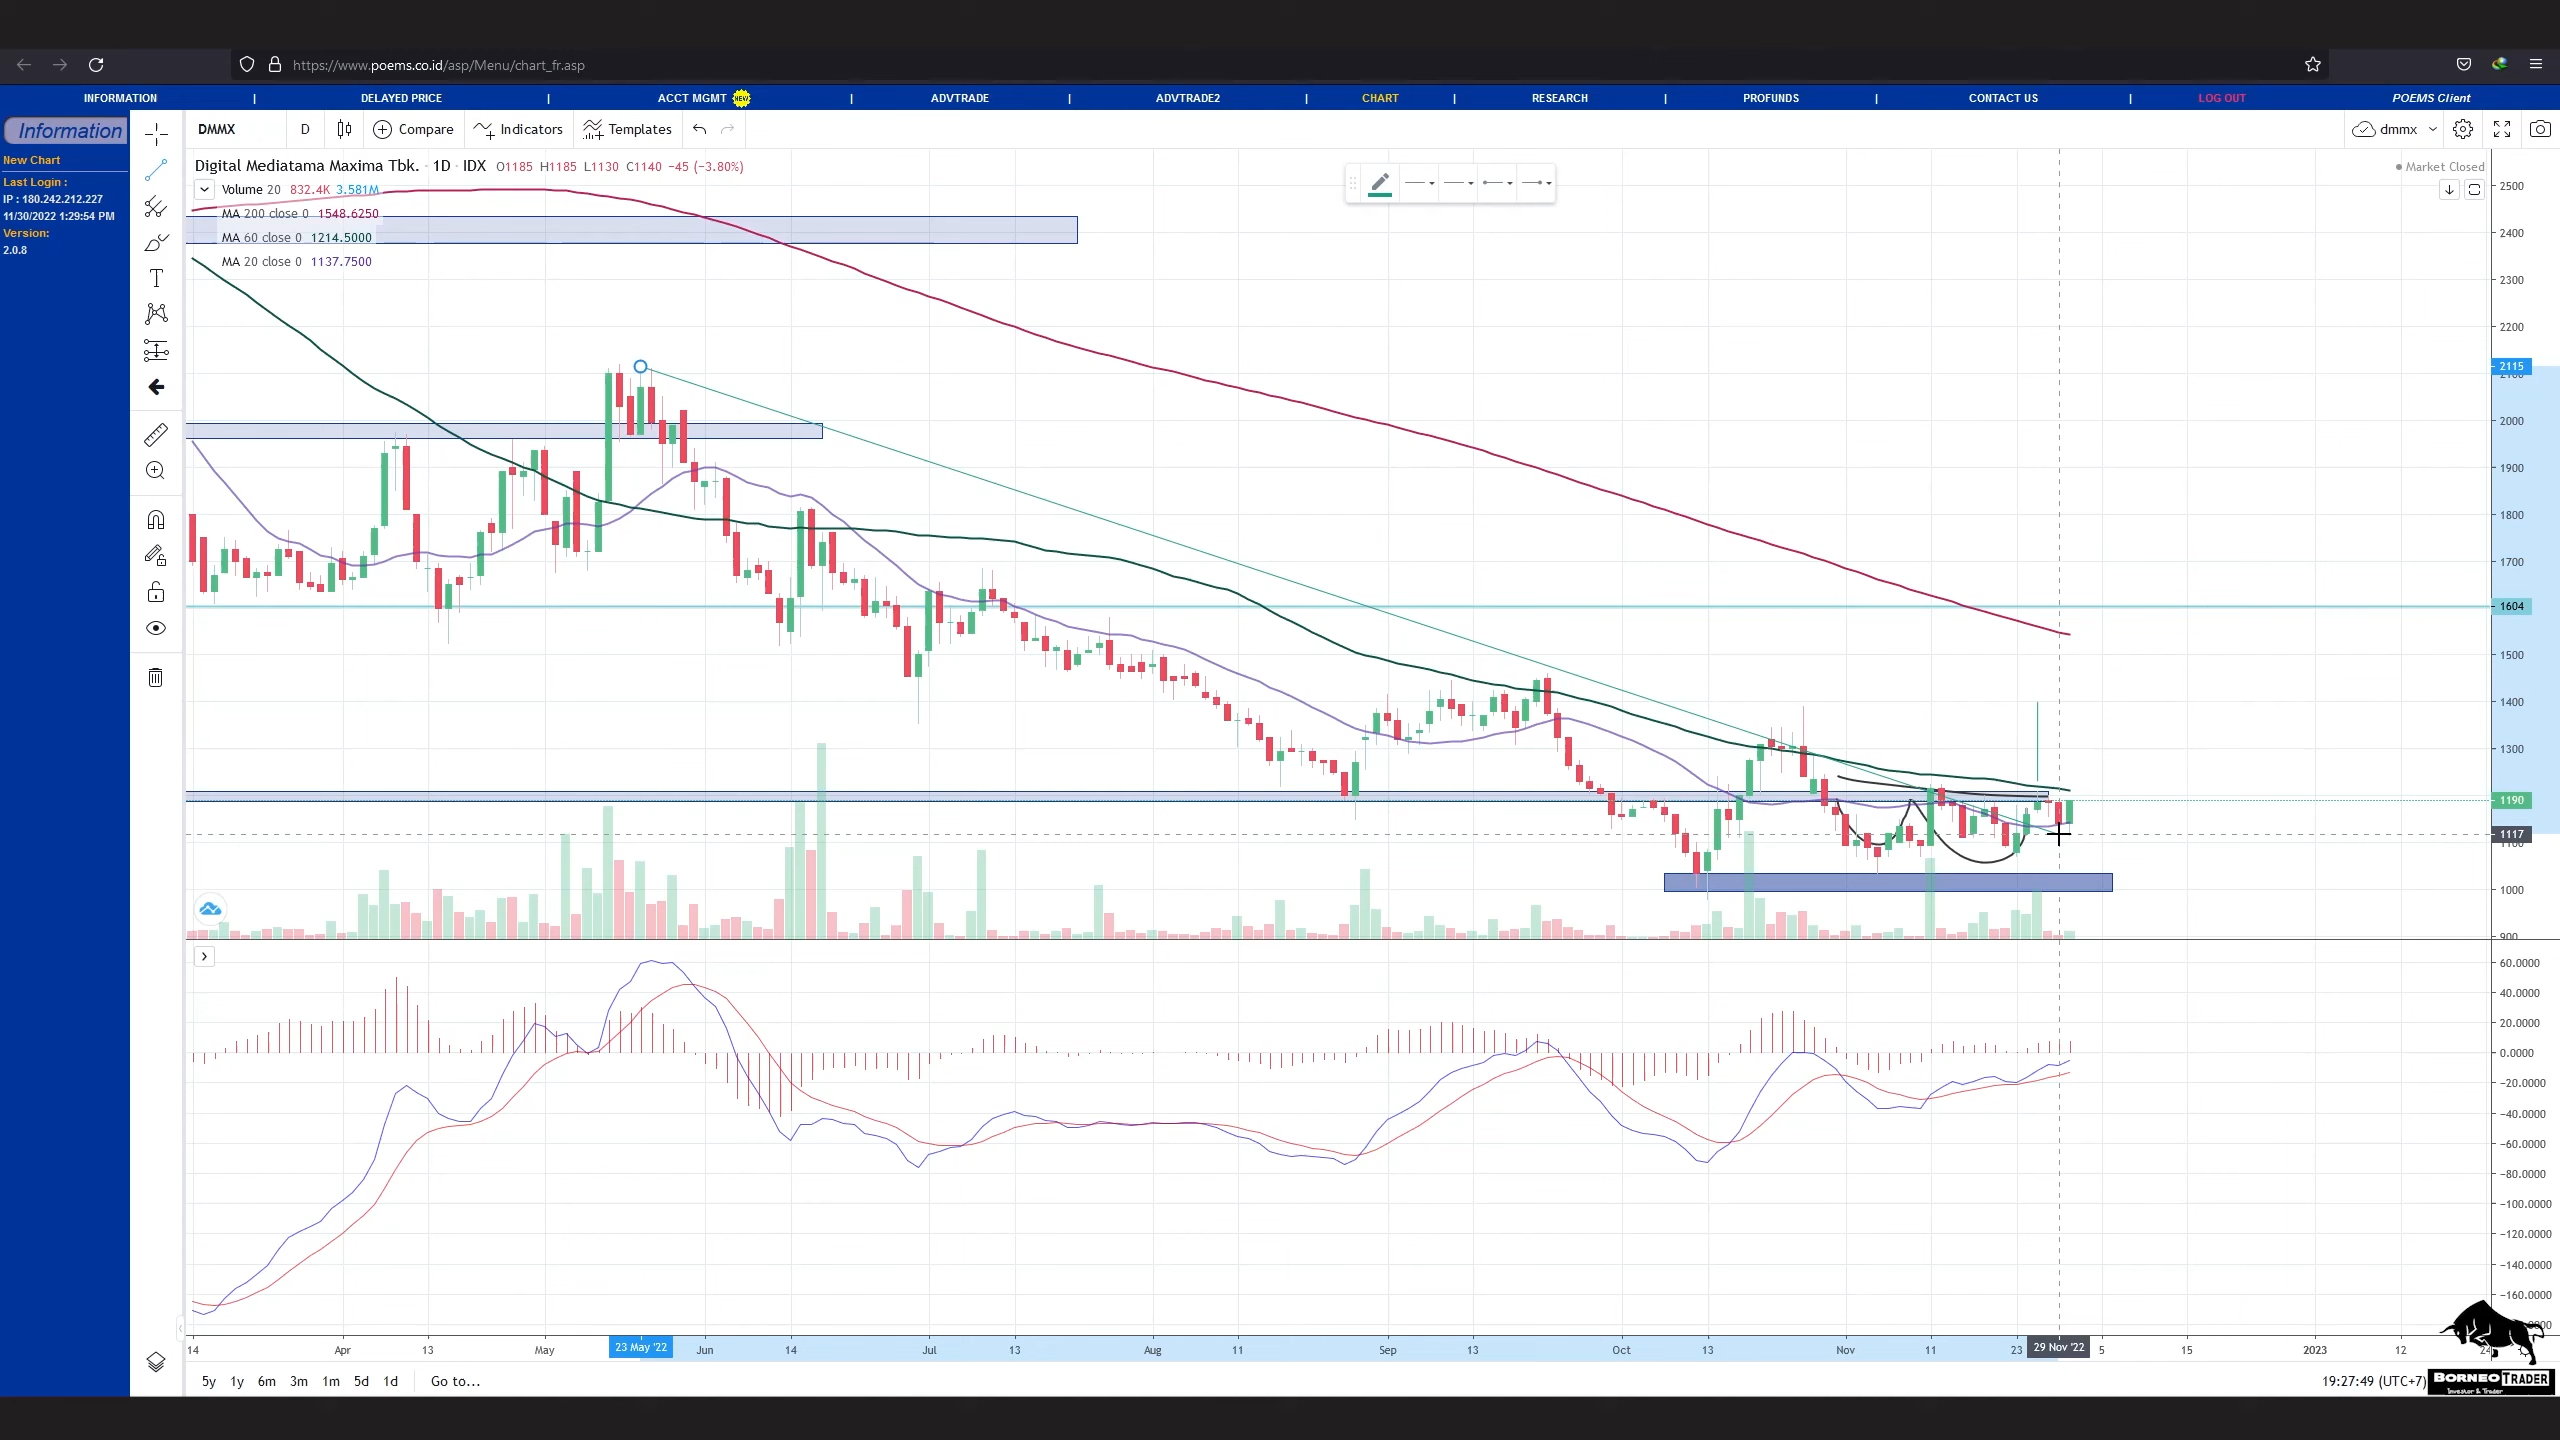 https://www.poems.co.id/asp/Menu/chart_fr.asp
INFORMATION | DELAYED PRICE | ACCT MGMT NEW | ADVTRADE | ADVTRADE2 | CHART | RESEARCH | PROFUNDS | CONTACT US | LOG OUT POEMS Client
Information
New Chart
Last Login :
IP : 180.242.212.227
11/30/2022 1:29:54 PM
Version:
2.0.8
DMMX D Compare Indicators Templates dmmx
Digital Mediatama Maxima Tbk. · 1D · IDX O1185 H1185 L1130 C1140 −45 (−3.80%)
Market Closed
Volume 20 832.4K 3.581M
MA 200 close 0 1548.6250
MA 60 close 0 1214.5000
MA 20 close 0 1137.7500
2500
2400
2300
2200
2115
2000
1900
1800
1700
1604
1500
1400
1300
1190
1117
1000
900
60.0000
40.0000
20.0000
0.0000
−20.0000
−40.0000
−60.0000
−80.0000
−100.0000
−120.0000
−140.0000
−160.0000
14 Apr 13 May 23 May '22 Jun 14 Jul 13 Aug 11 Sep 13 Oct 13 Nov 11 23 29 Nov '22 5 15 2023 12
5y 1y 6m 3m 1m 5d 1d Go to...
19:27:49 (UTC+7)
BORNEO TRADER
Investor & Trader